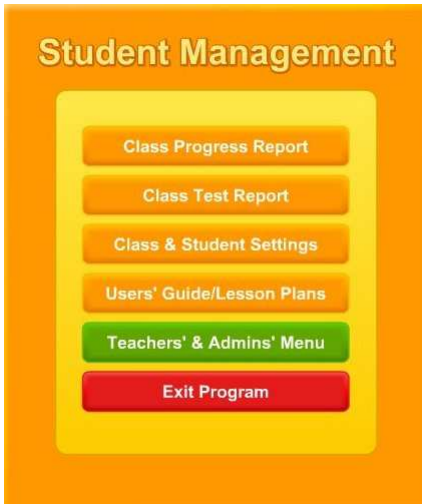 Student Management
Class Progress Report
Class Test Report
Class & Student Settings
Users' Guide/Lesson Plans
Teachers' & Admins' Menu
Exit Program